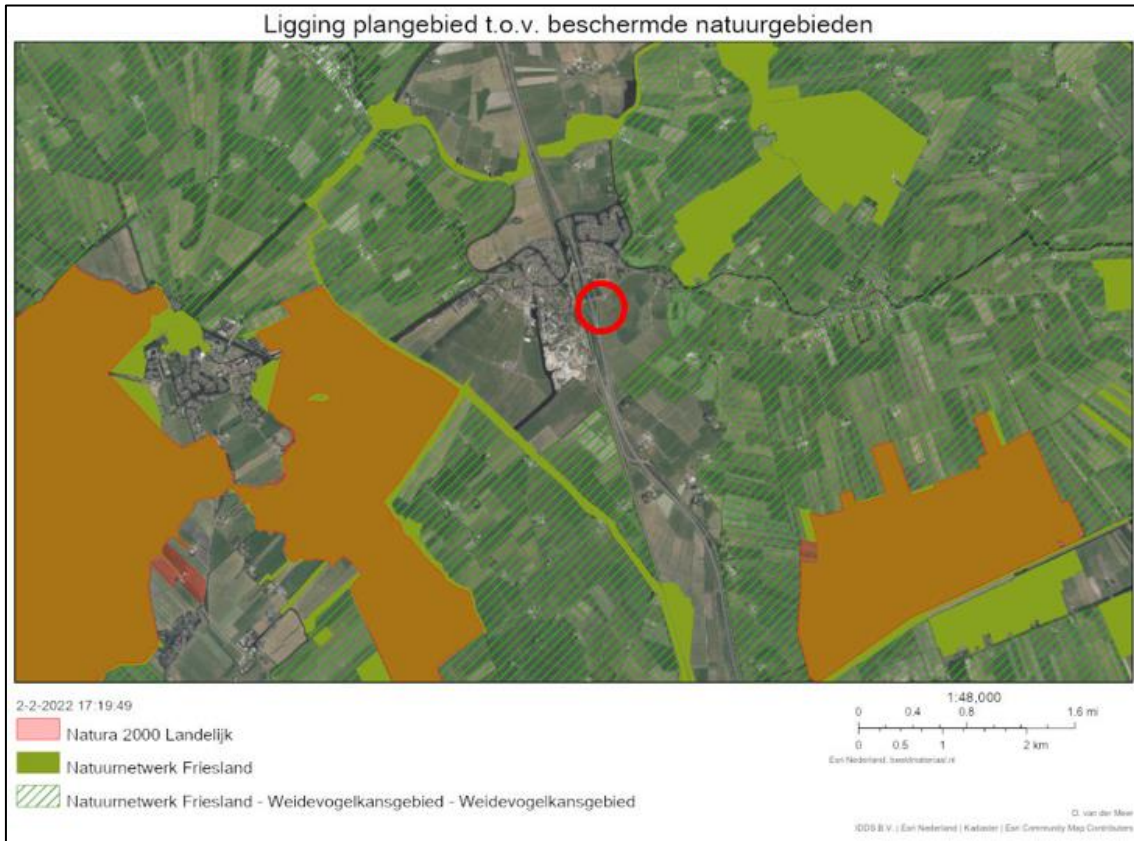 Ligging plangebied t.o.v. beschermde natuurgebieden
2-2-2022 17:19:49
Natura 2000 Landelijk
Natuurnetwerk Friesland
Natuurnetwerk Friesland - Weidevogelkansgebied - Weidevogelkansgebied
1:48,000
0 0.4 0.8 1.6 mi
0 0.5 1 2 km
Esri Nederland, beeldmateriaal.nl
D. van der Meer
IDDS B.V. | Esri Nederland | Kadaster | Esri Community Map Contributors